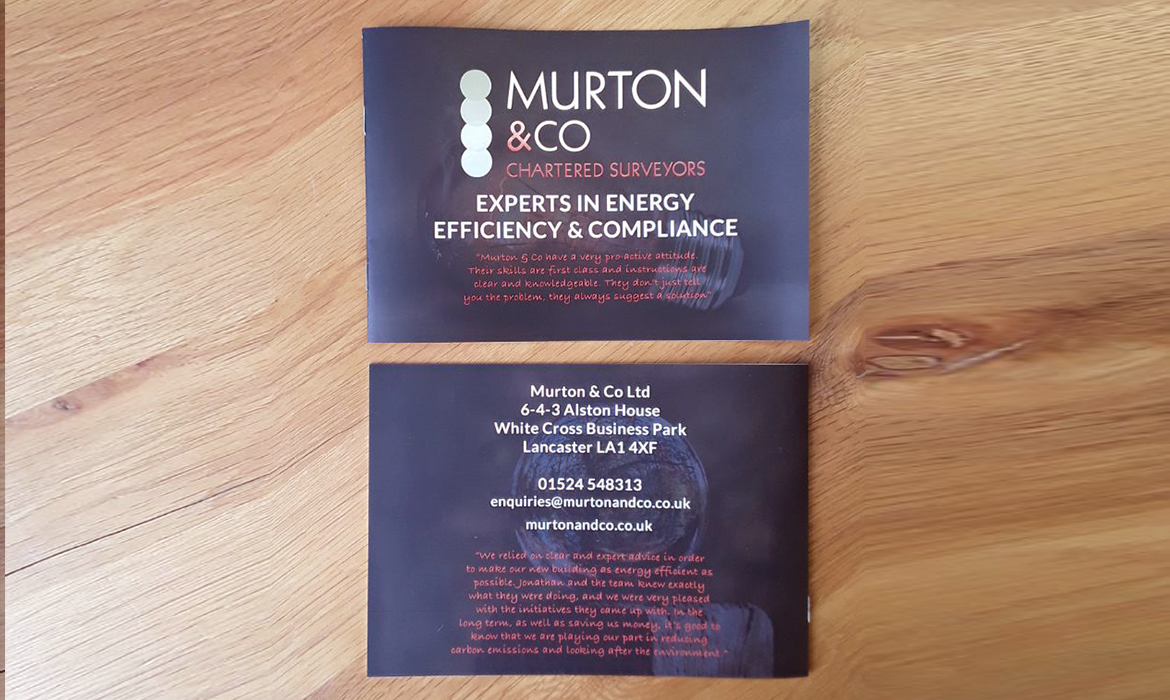 MURTON
&CO
CHARTERED SURVEYORS
EXPERTS IN ENERGY
EFFICIENCY & COMPLIANCE
"Murton & Co have a very pro-active attitude.
Their skills are first class and instructions are
clear and knowledgeable. They don't just tell
you the problem, they always suggest a solution"
Murton & Co Ltd
6-4-3 Alston House
White Cross Business Park
Lancaster LA1 4XF
01524 548313
enquiries@murtonandco.co.uk
murtonandco.co.uk
"We relied on clear and expert advice in order
to make our new building as energy efficient as
possible. Jonathan and the team knew exactly
what they were doing, and we were very pleased
with the initiatives they came up with. In the
long term, as well as saving us money, it's good to
know that we are playing our part in reducing
carbon emissions and looking after the environment."